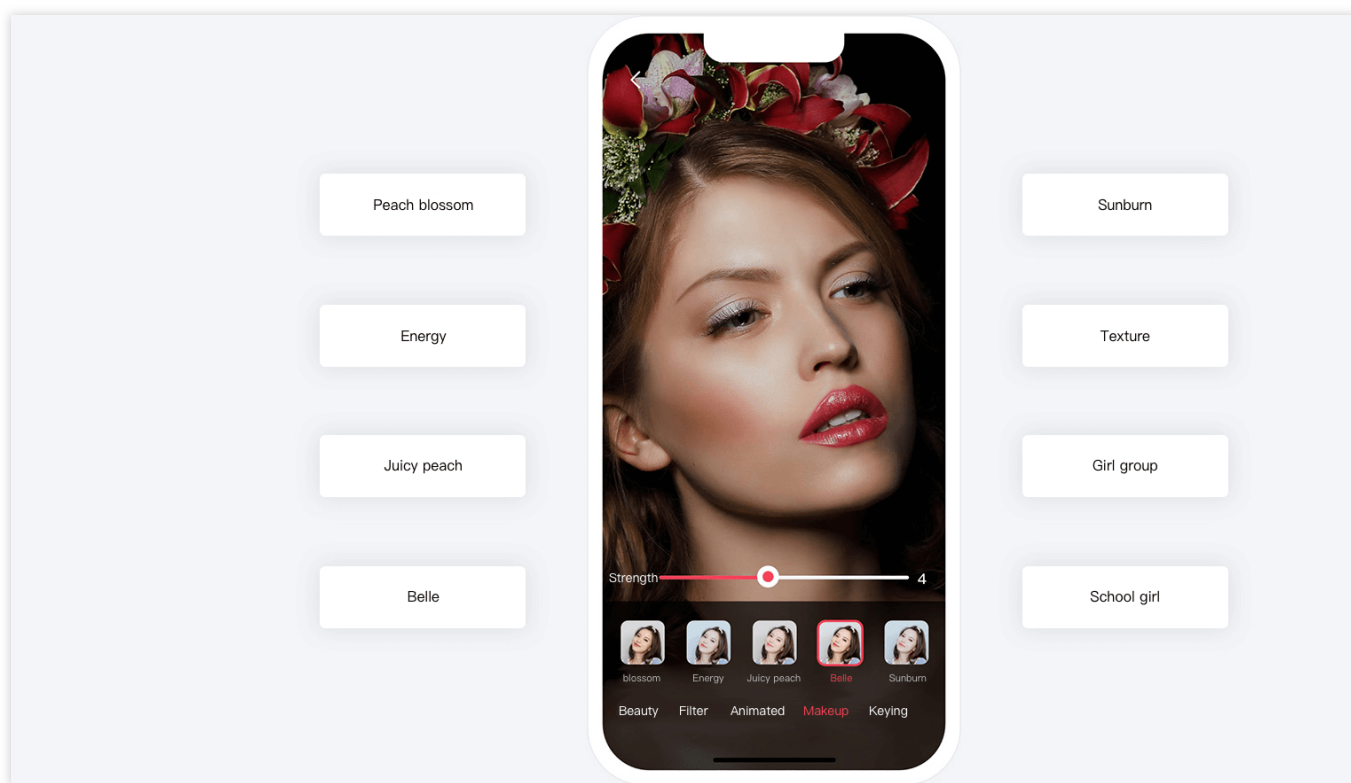 Peach blossom
Energy
Juicy peach
Belle
Strength 4
blossom Energy Juicy peach Belle Sunburn
Beauty Filter Animated Makeup Keying
Sunburn
Texture
Girl group
School girl